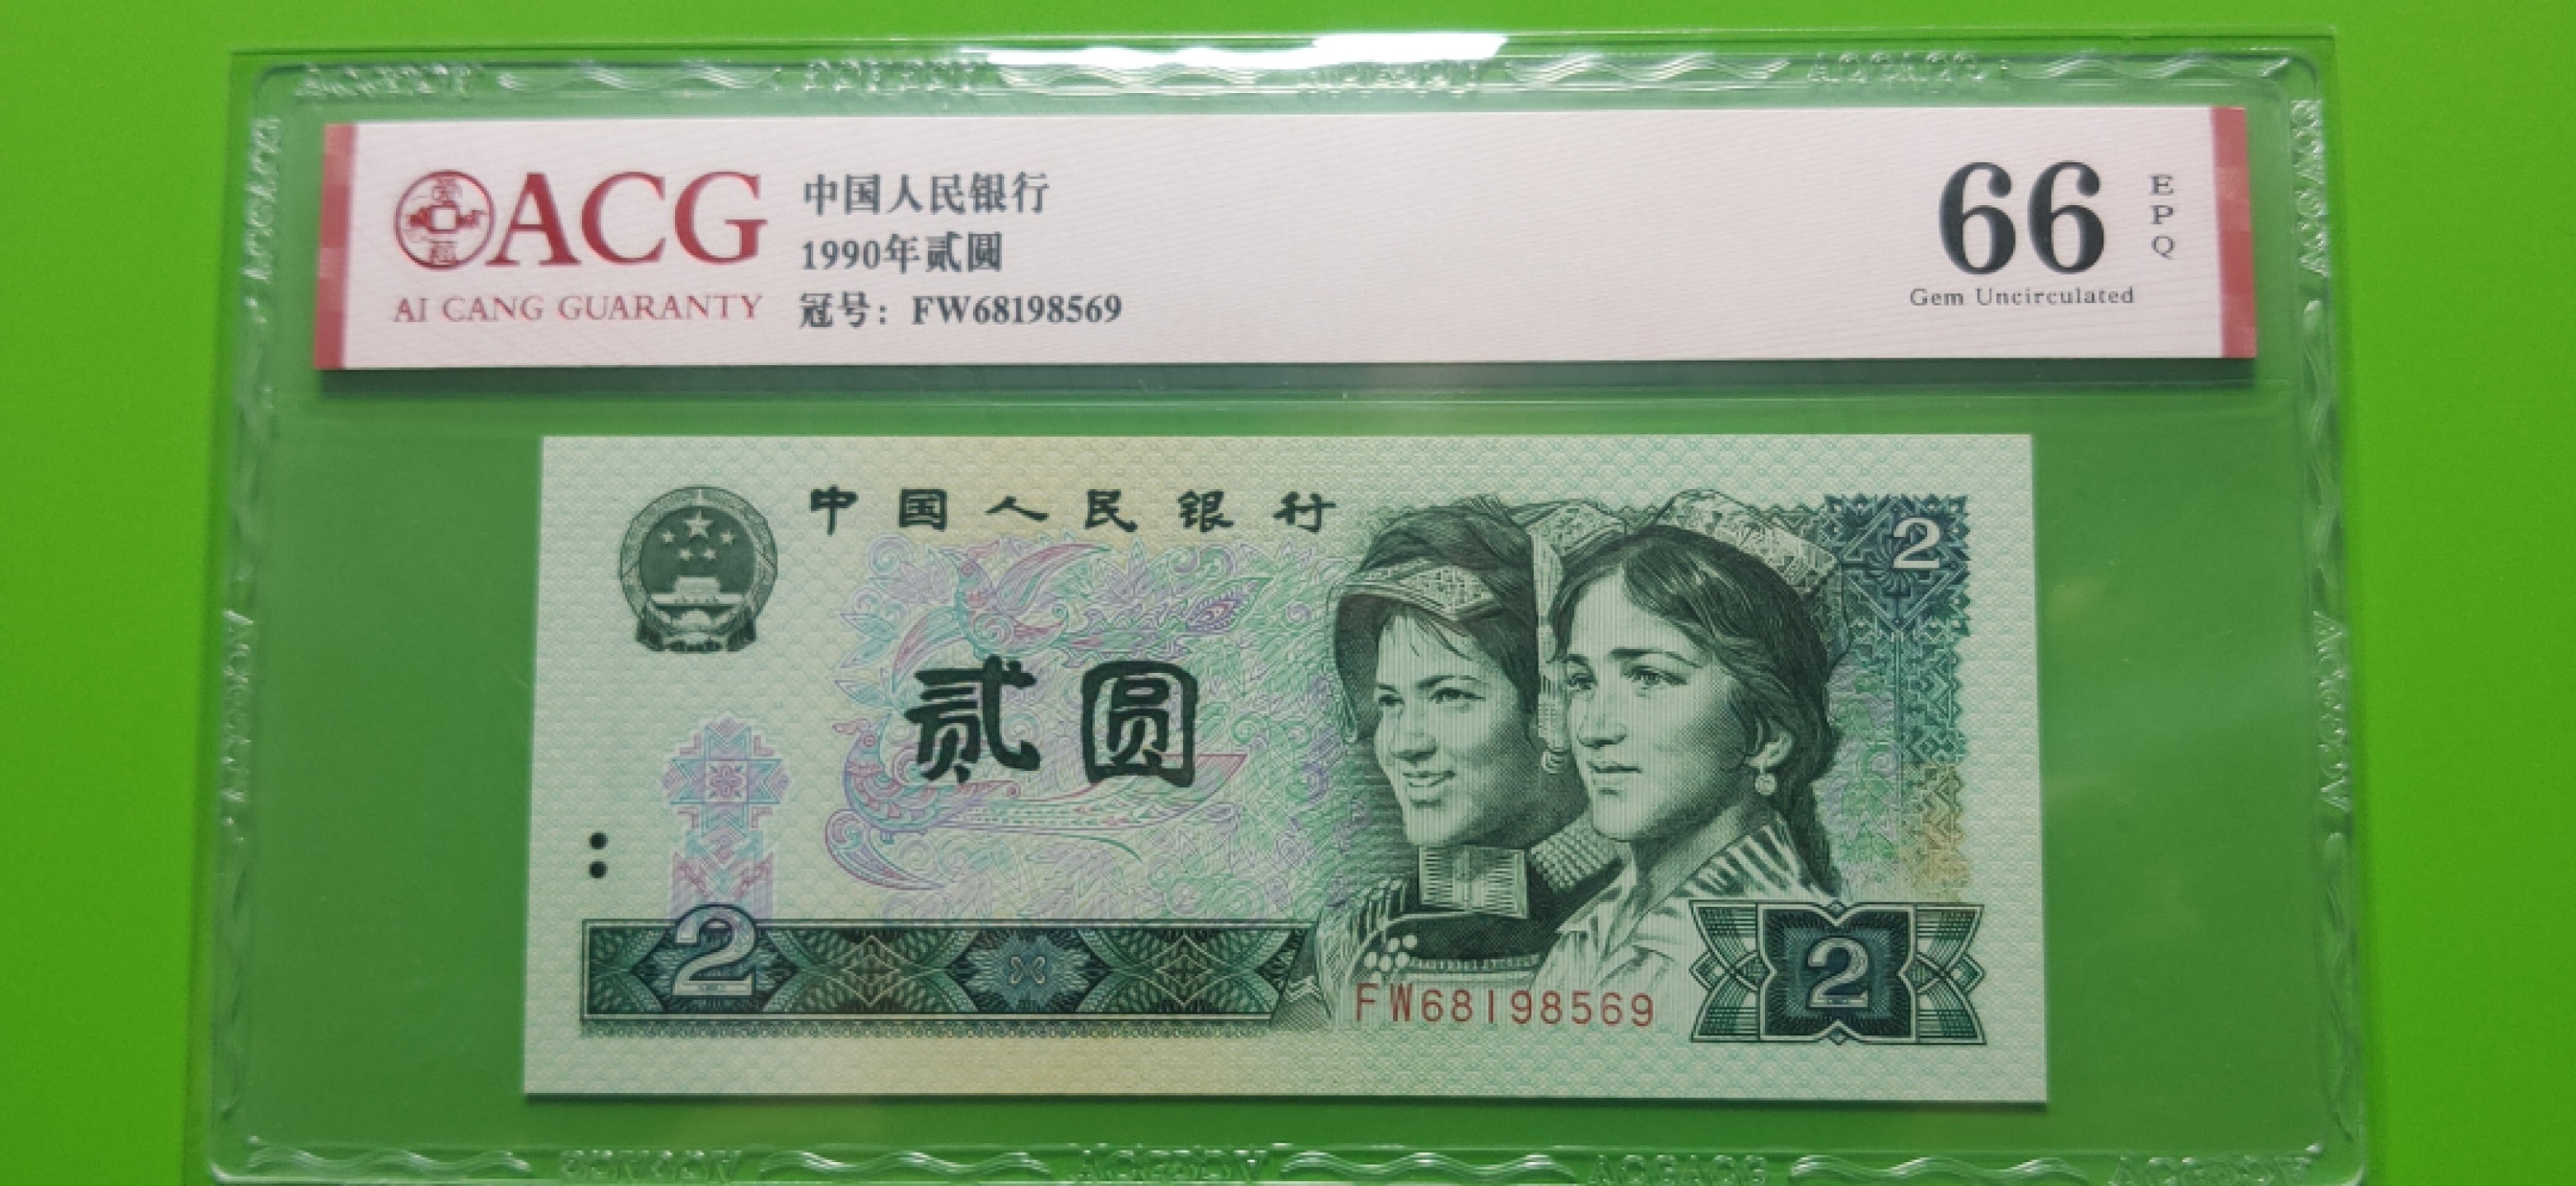 ACG
AI CANG GUARANTY
中国人民银行
1990年贰圆
冠号：FW68198569
66
EPQ
Gem Uncirculated
中国人民银行
2
贰圆
2
FW68198569
2